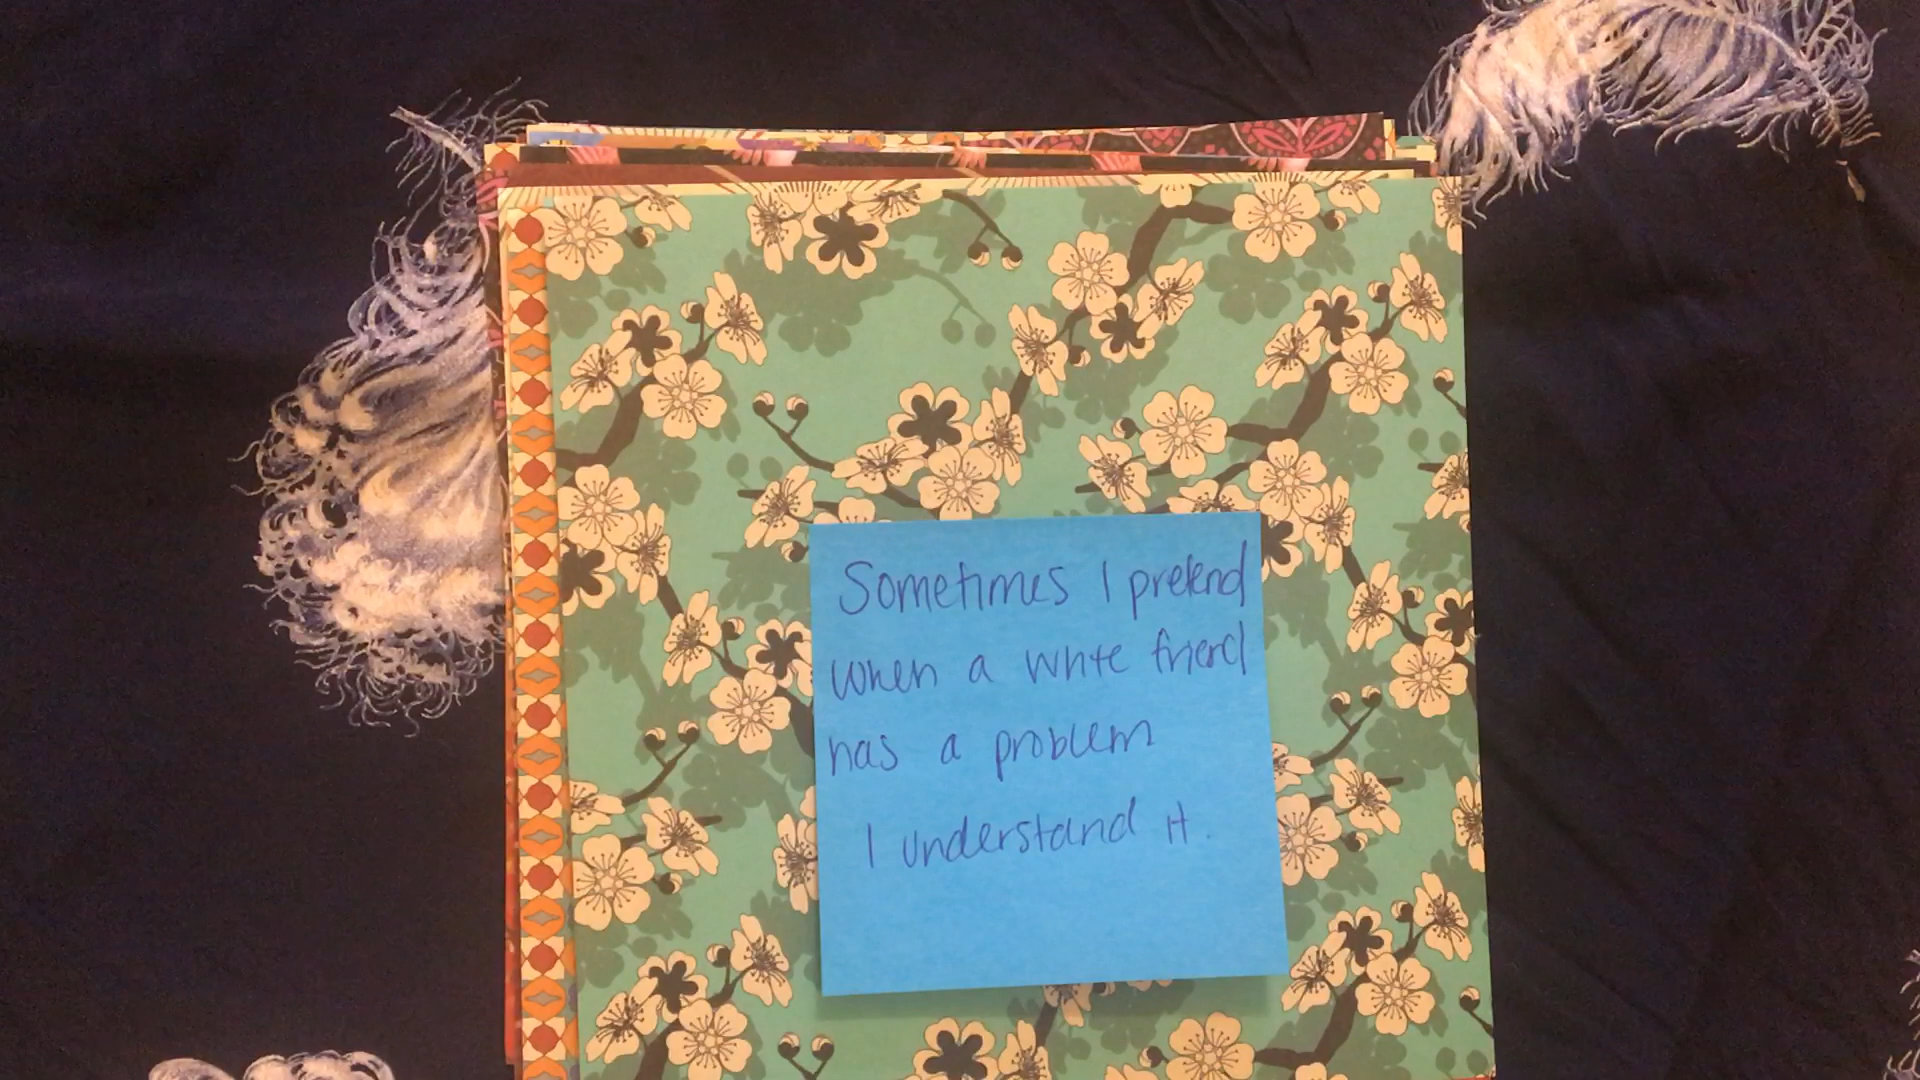 Sometimes I pretend
when a white friend
has a problem
I understand it.